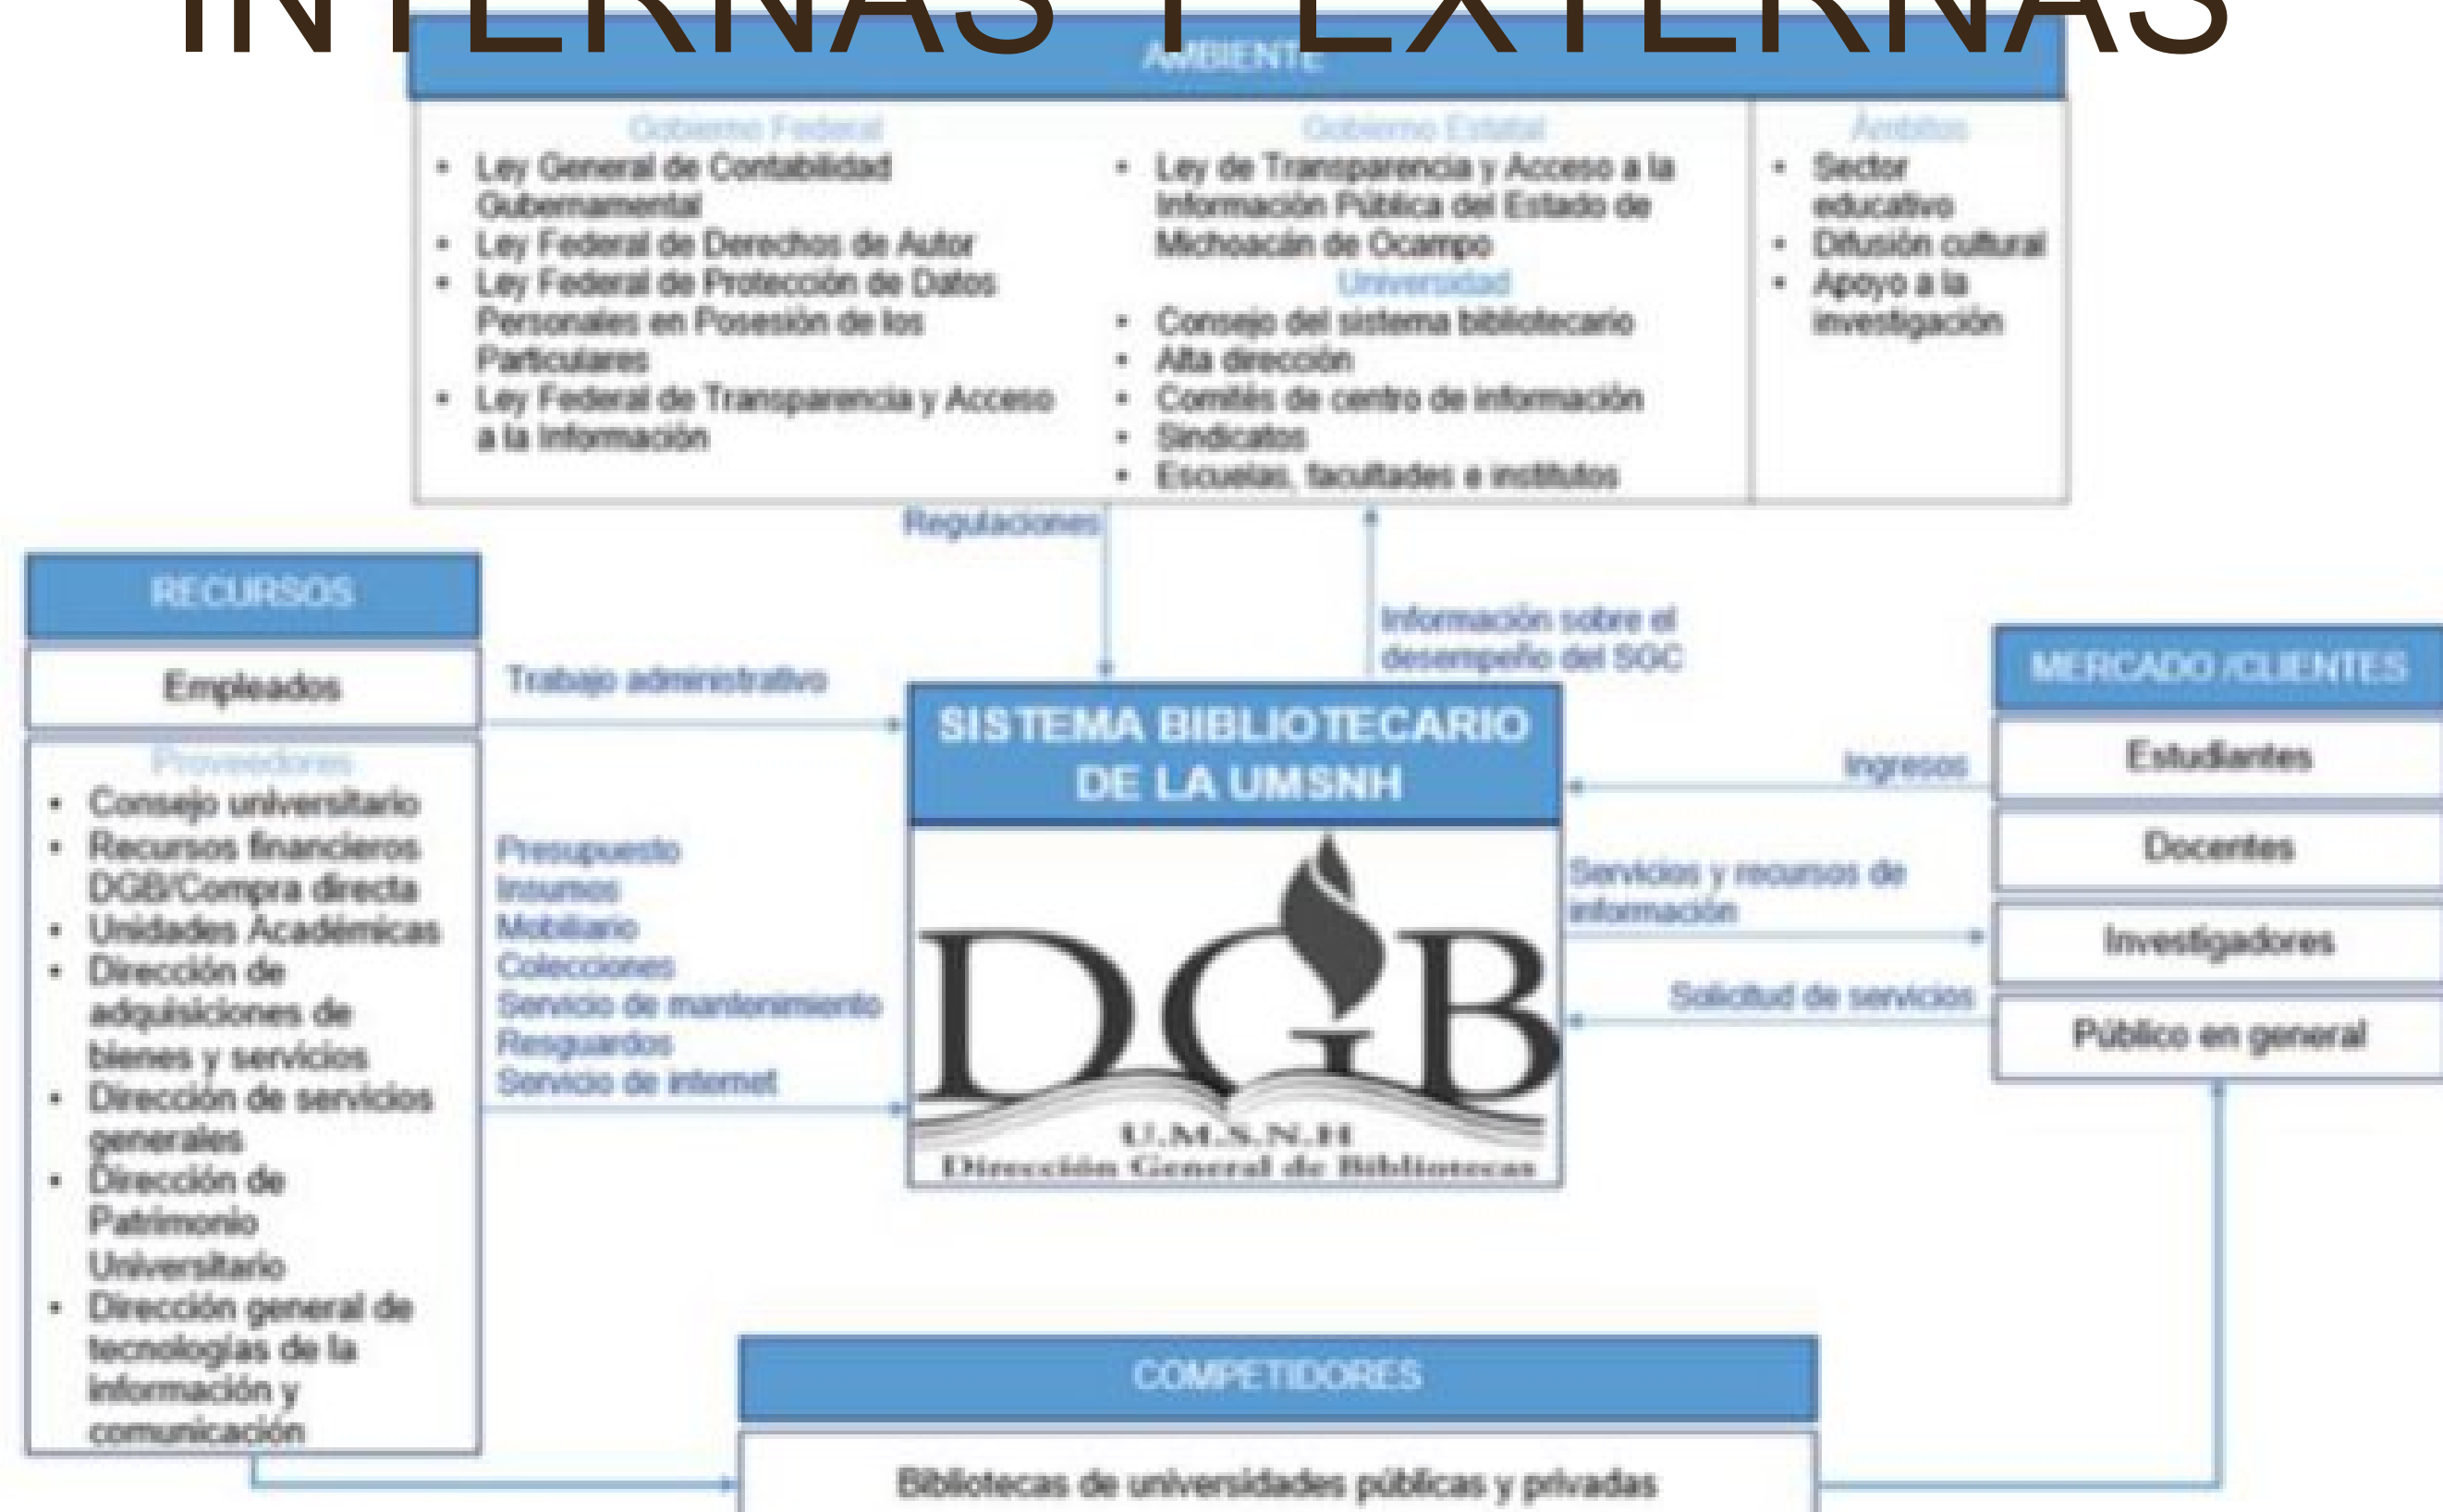 INTERNAS Y EXTERNAS
AMBIENTE
Gobierno Federal
• Ley General de Contabilidad
Gubernamental
• Ley Federal de Derechos de Autor
• Ley Federal de Protección de Datos
Personales en Posesión de los
Particulares
• Ley Federal de Transparencia y Acceso
a la Información
Gobierno Estatal
• Ley de Transparencia y Acceso a la
Información Pública del Estado de
Michoacán de Ocampo
Universidad
• Consejo del sistema bibliotecario
• Alta dirección
• Comités de centro de información
• Sindicatos
• Escuelas, facultades e institutos
Ámbitos
• Sector
educativo
• Difusión cultural
• Apoyo a la
investigación
Regulaciones
Información sobre el
desempeño del SGC
RECURSOS
Empleados
Proveedores
• Consejo universitario
• Recursos financieros
DGB/Compra directa
• Unidades Académicas
• Dirección de
adquisiciones de
bienes y servicios
• Dirección de servicios
generales
• Dirección de
Patrimonio
Universitario
• Dirección general de
tecnologías de la
información y
comunicación
Trabajo administrativo
Presupuesto
Insumos
Mobiliario
Colecciones
Servicio de mantenimiento
Resguardos
Servicio de internet
SISTEMA BIBLIOTECARIO
DE LA UMSNH
DGB
U.M.S.N.H
Dirección General de Bibliotecas
Ingresos
Servicios y recursos de
información
Solicitud de servicios
MERCADO /CLIENTES
Estudiantes
Docentes
Investigadores
Público en general
COMPETIDORES
Bibliotecas de universidades públicas y privadas